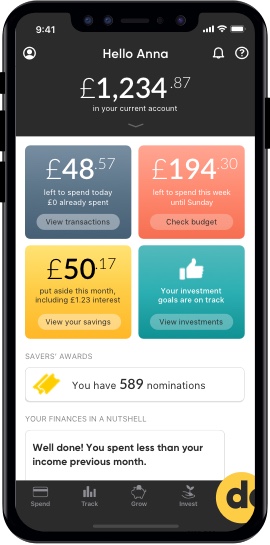 9:41
Hello Anna
£1,234.87
in your current account
£48.57
left to spend today
£0 already spent
View transactions
£194.30
left to spend this week
until Sunday
Check budget
£50.17
put aside this month,
including £1.23 interest
View your savings
Your investment
goals are on track
View investments
SAVERS' AWARDS
You have 589 nominations
YOUR FINANCES IN A NUTSHELL
Well done! You spent less than your
income previous month.
Spend
Track
Grow
Invest
do